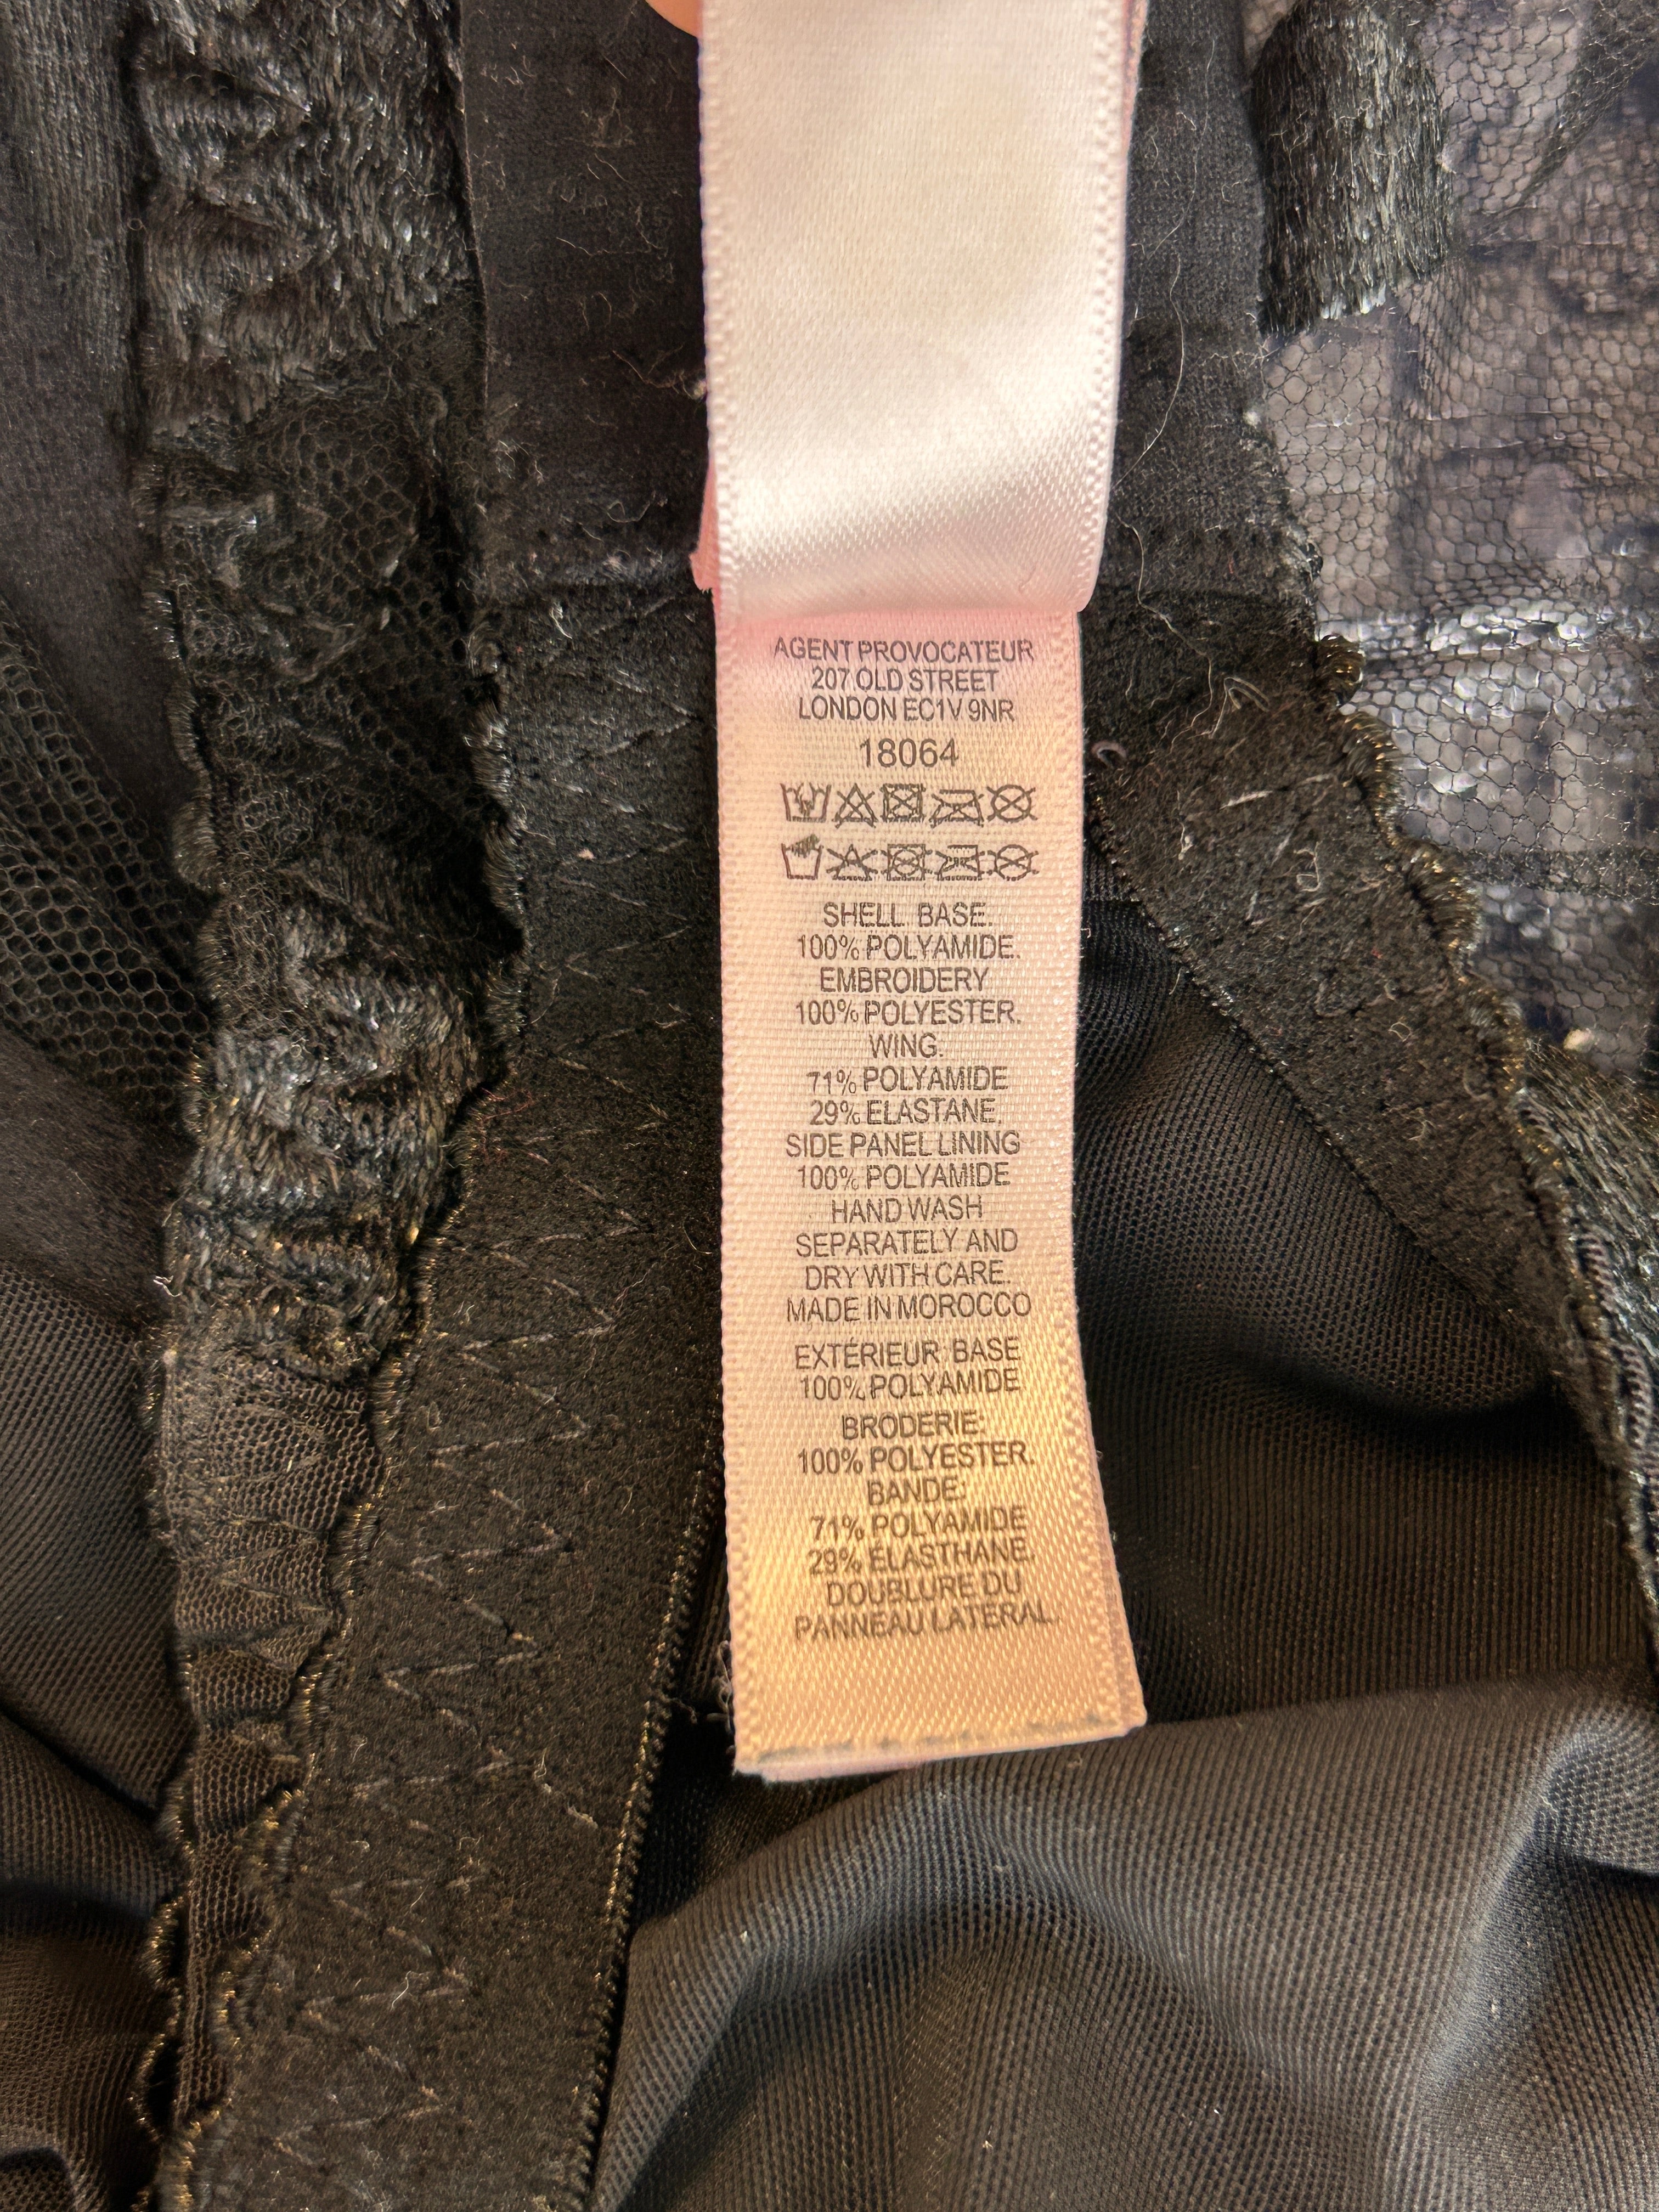 AGENT PROVOCATEUR
207 OLD STREET
LONDON EC1V 9NR
18064
SHELL BASE.
100% POLYAMIDE.
EMBROIDERY
100% POLYESTER.
WING:
71% POLYAMIDE
29% ELASTANE.
SIDE PANEL LINING
100% POLYAMIDE
HAND WASH
SEPARATELY AND
DRY WITH CARE.
MADE IN MOROCCO
EXTÉRIEUR BASE
100% POLYAMIDE
BRODERIE:
100% POLYESTER.
BANDE:
71% POLYAMIDE
29% ÉLASTHANE.
DOUBLURE DU
PANNEAU LATÉRAL.